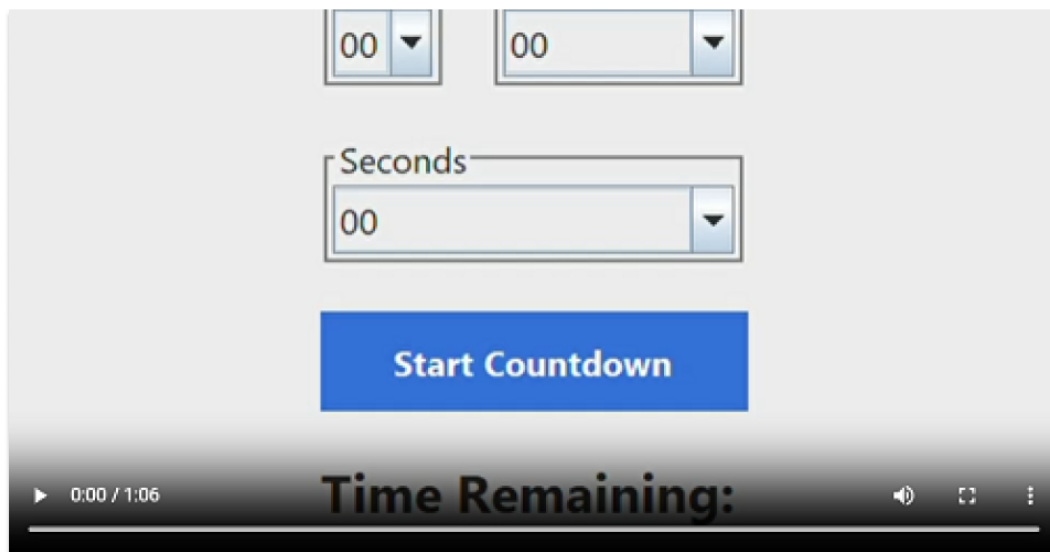 00 00
Seconds
00
Start Countdown
Time Remaining:
0:00 / 1:06